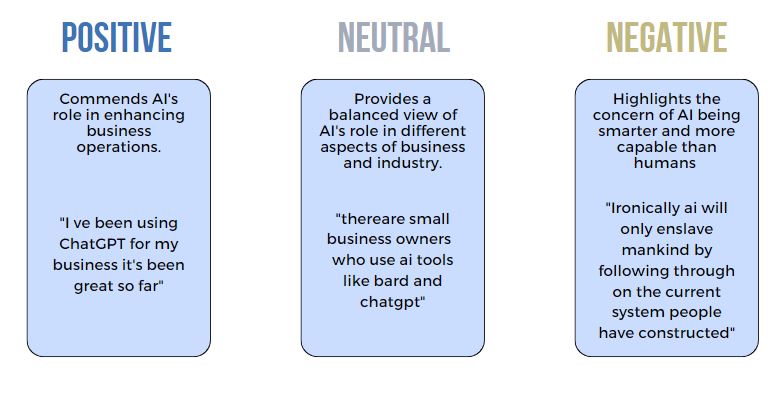 POSITIVE
Commends AI's
role in enhancing
business
operations.
"I ve been using
ChatGPT for my
business it's been
great so far"
NEUTRAL
Provides a
balanced view of
AI's role in different
aspects of business
and industry.
"thereare small
business owners
who use ai tools
like bard and
chatgpt"
NEGATIVE
Highlights the
concern of AI being
smarter and more
capable than
humans
"Ironically ai will
only enslave
mankind by
following through
on the current
system people
have constructed"